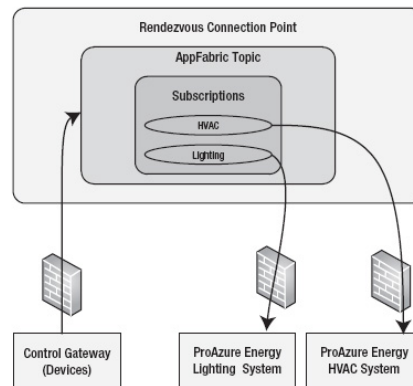 Rendezvous Connection Point
AppFabric Topic
Subscriptions
HVAC
Lighting
Control Gateway
(Devices)
ProAzure Energy
Lighting System
ProAzure Energy
HVAC System